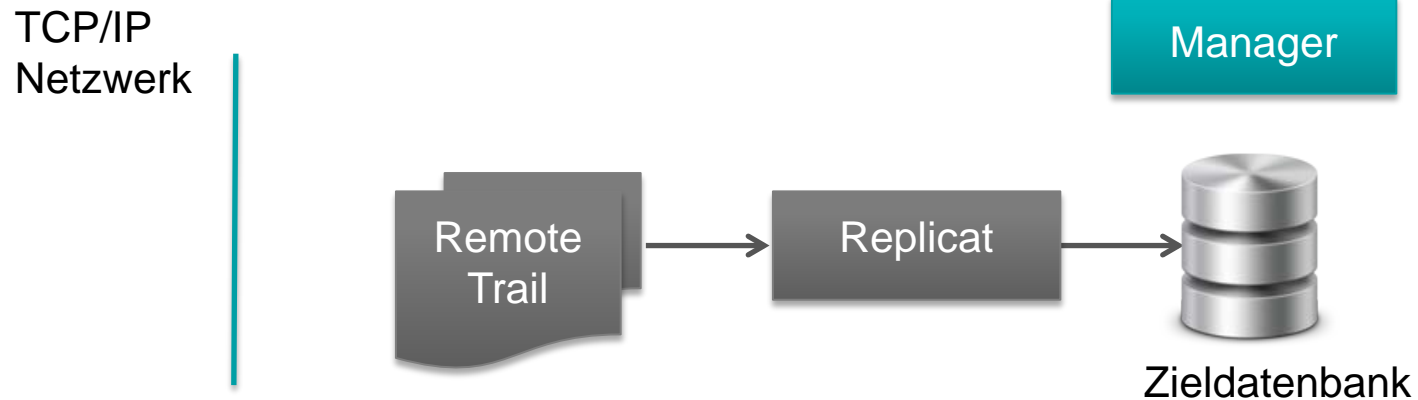 TCP/IP
Netzwerk
Manager
Remote
Trail
Replicat
Zieldatenbank